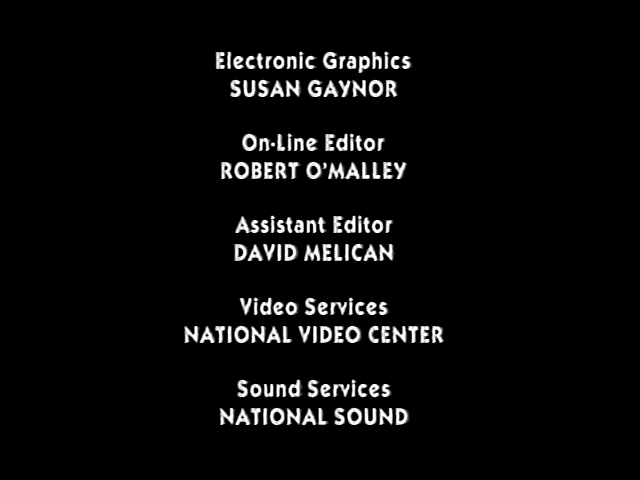 Electronic Graphics
SUSAN GAYNOR
On-Line Editor
ROBERT O'MALLEY
Assistant Editor
DAVID MELICAN
Video Services
NATIONAL VIDEO CENTER
Sound Services
NATIONAL SOUND